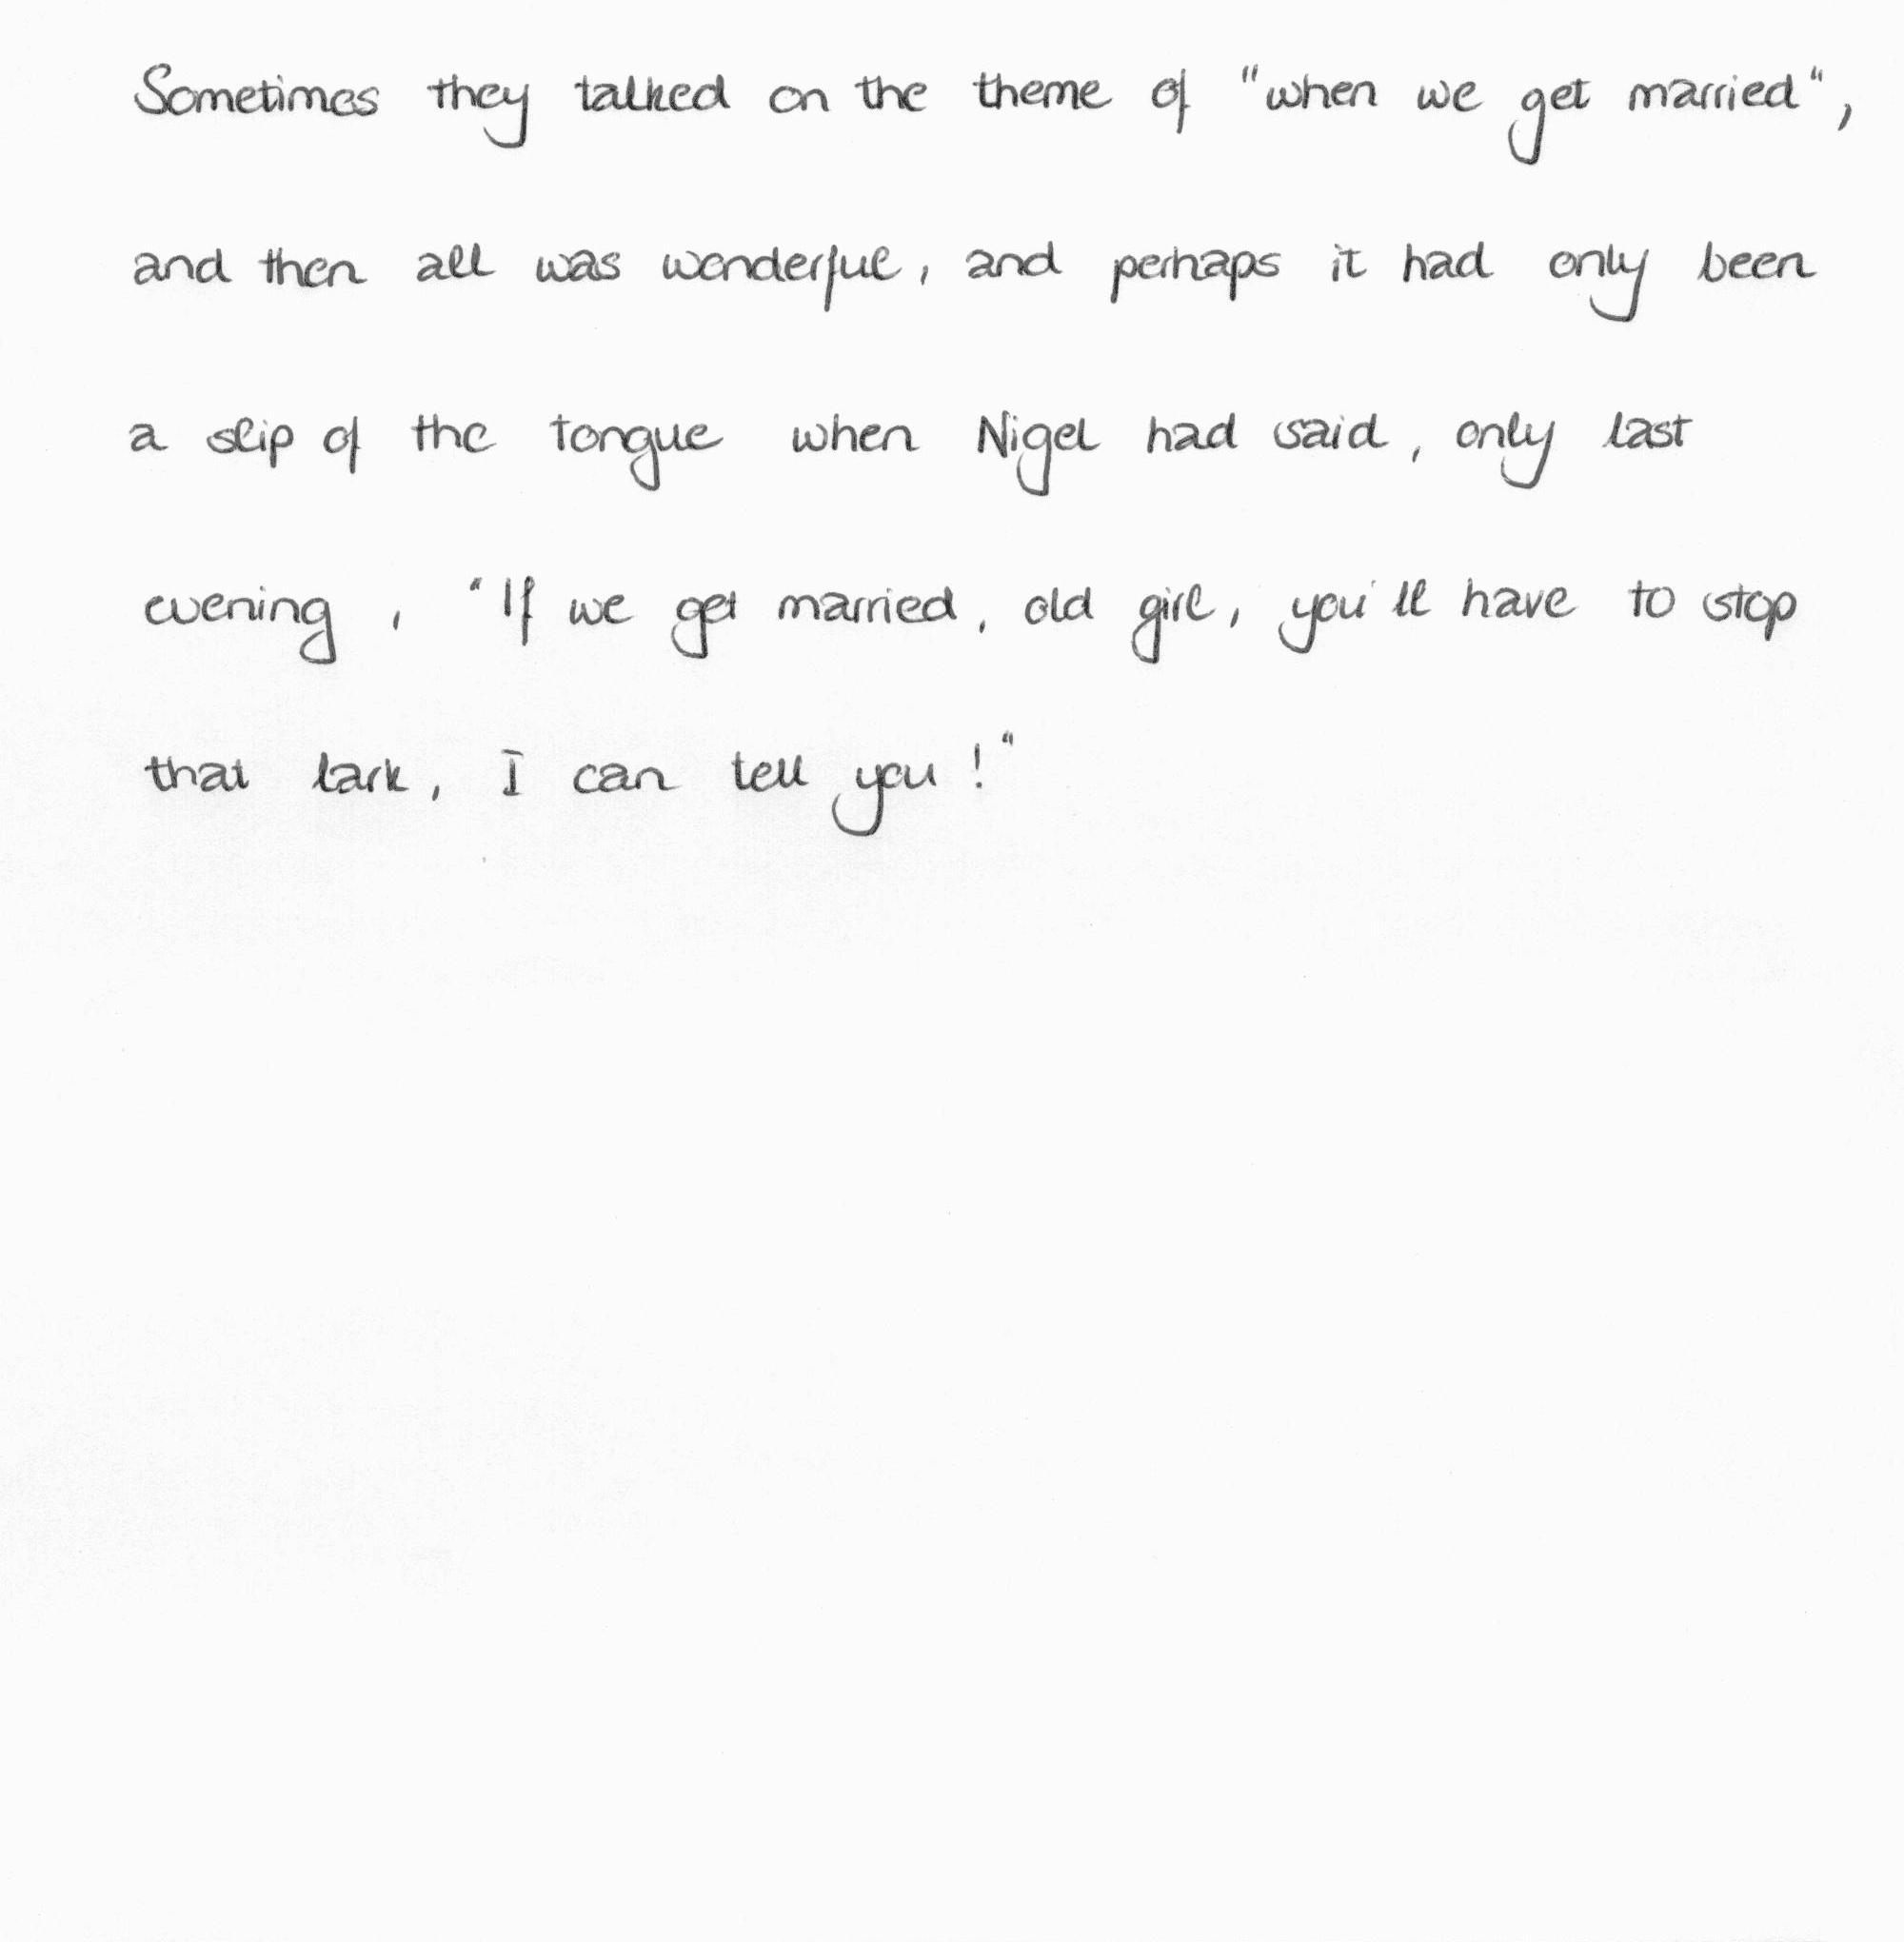 Sometimes they talked on the theme of "when we get married",
and then all was wonderful, and perhaps it had only been
a slip of the tongue when Nigel had said, only last
evening, "If we get married, old girl, you'll have to stop
that lark, I can tell you!"